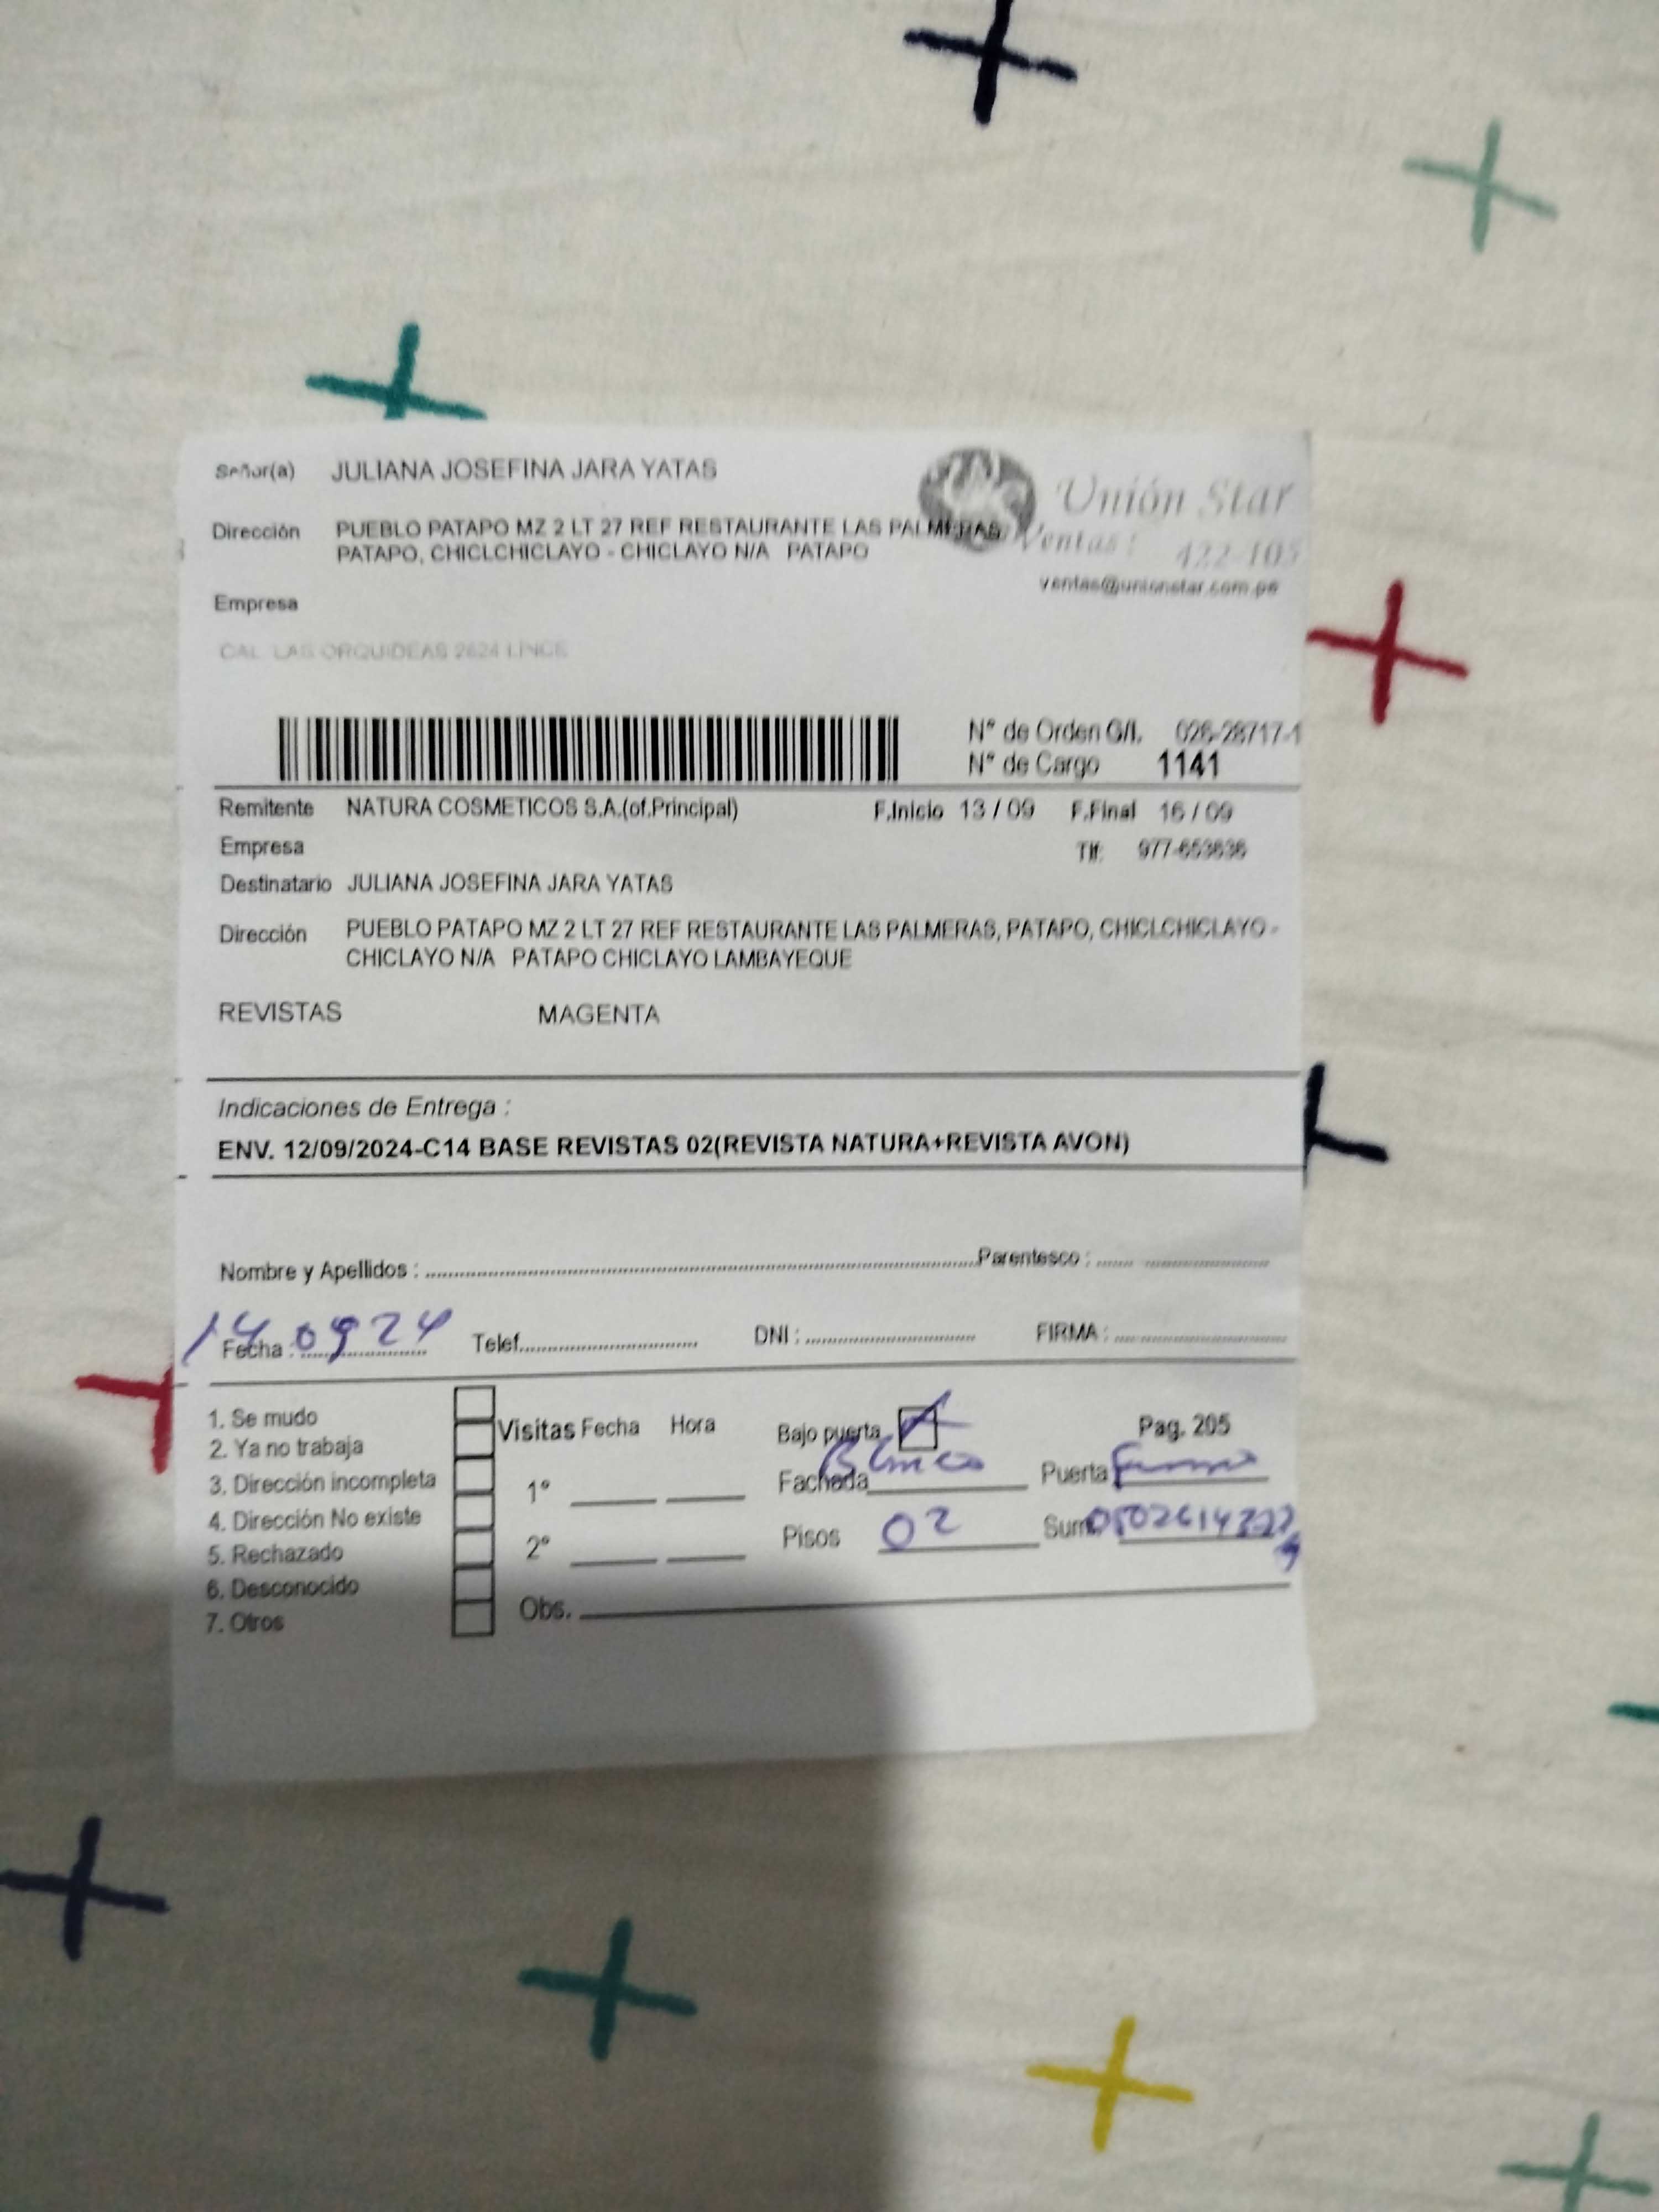 Señor(a) JULIANA JOSEFINA JARA YATAS
Unión Star
Dirección PUEBLO PATAPO MZ 2 LT 27 REF RESTAURANTE LAS PALMERAS,
PATAPO, CHICLCHICLAYO - CHICLAYO N/A PATAPO
Ventas: 422-105
ventas@unionstar.com.pe
Empresa
CAL. LAS ORQUIDEAS 2624 LINCE
N° de Orden G/I. 026-28717-1
N° de Cargo 1141
Remitente NATURA COSMETICOS S.A.(of.Principal) F.Inicio 13 / 09 F.Final 16 / 09
Empresa Tlf: 977-653636
Destinatario JULIANA JOSEFINA JARA YATAS
Dirección PUEBLO PATAPO MZ 2 LT 27 REF RESTAURANTE LAS PALMERAS, PATAPO, CHICLCHICLAYO -
CHICLAYO N/A PATAPO CHICLAYO LAMBAYEQUE
REVISTAS MAGENTA
Indicaciones de Entrega :
ENV. 12/09/2024-C14 BASE REVISTAS 02(REVISTA NATURA+REVISTA AVON)
Nombre y Apellidos : Parentesco :
Fecha : 14 09 24 Telef. DNI : FIRMA :
1. Se mudo
2. Ya no trabaja
3. Dirección incompleta
4. Dirección No existe
5. Rechazado
6. Desconocido
7. Otros
Visitas Fecha Hora
1°
2°
Bajo puerta Pag. 205
Fachada Blanca Puerta
Pisos 02 Sum.
Obs.